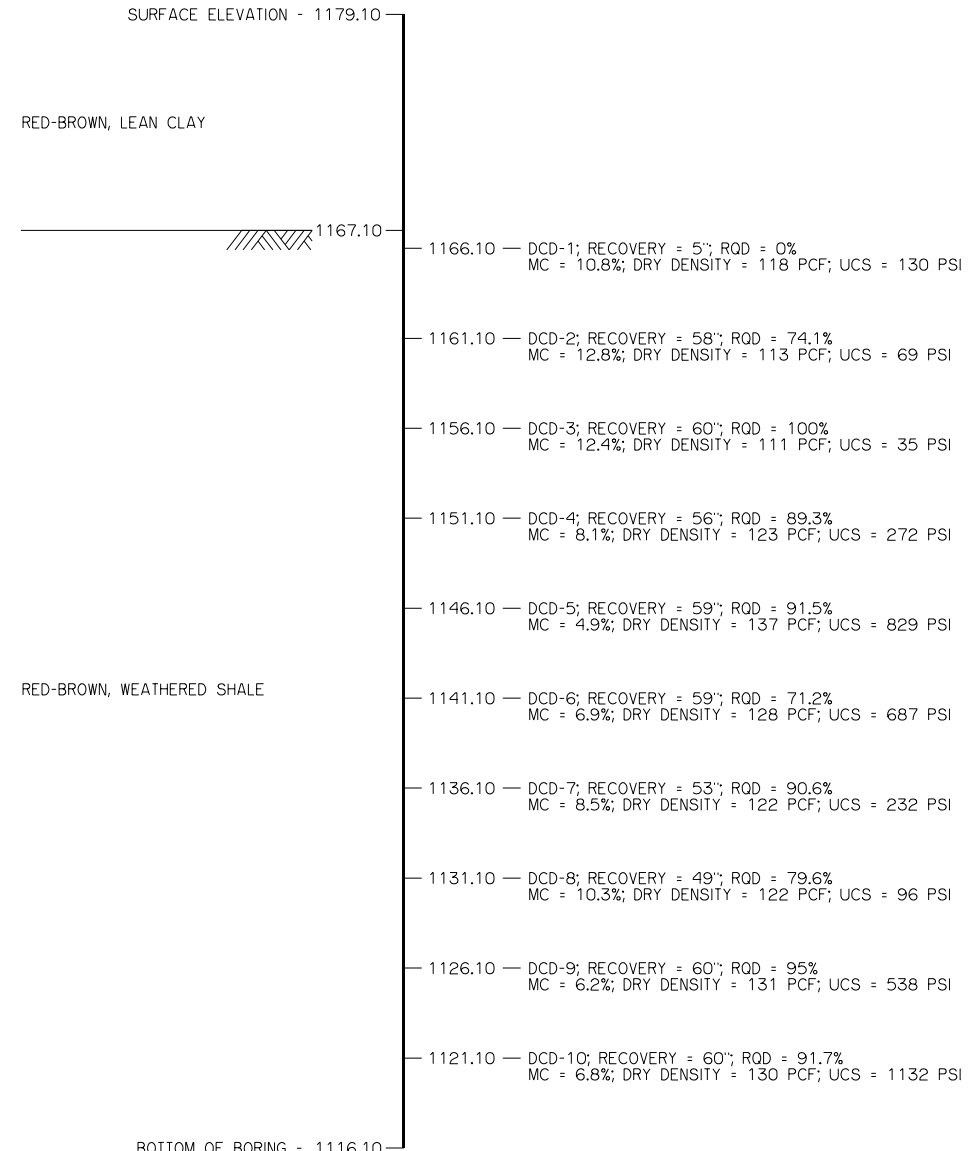 SURFACE ELEVATION - 1179.10
RED-BROWN, LEAN CLAY
1167.10
1166.10 — DCD-1; RECOVERY = 5"; RQD = 0%
MC = 10.8%; DRY DENSITY = 118 PCF; UCS = 130 PSI
1161.10 — DCD-2; RECOVERY = 58"; RQD = 74.1%
MC = 12.8%; DRY DENSITY = 113 PCF; UCS = 69 PSI
1156.10 — DCD-3; RECOVERY = 60"; RQD = 100%
MC = 12.4%; DRY DENSITY = 111 PCF; UCS = 35 PSI
1151.10 — DCD-4; RECOVERY = 56"; RQD = 89.3%
MC = 8.1%; DRY DENSITY = 123 PCF; UCS = 272 PSI
1146.10 — DCD-5; RECOVERY = 59"; RQD = 91.5%
MC = 4.9%; DRY DENSITY = 137 PCF; UCS = 829 PSI
RED-BROWN, WEATHERED SHALE
1141.10 — DCD-6; RECOVERY = 59"; RQD = 71.2%
MC = 6.9%; DRY DENSITY = 128 PCF; UCS = 687 PSI
1136.10 — DCD-7; RECOVERY = 53"; RQD = 90.6%
MC = 8.5%; DRY DENSITY = 122 PCF; UCS = 232 PSI
1131.10 — DCD-8; RECOVERY = 49"; RQD = 79.6%
MC = 10.3%; DRY DENSITY = 122 PCF; UCS = 96 PSI
1126.10 — DCD-9; RECOVERY = 60"; RQD = 95%
MC = 6.2%; DRY DENSITY = 131 PCF; UCS = 538 PSI
1121.10 — DCD-10; RECOVERY = 60"; RQD = 91.7%
MC = 6.8%; DRY DENSITY = 130 PCF; UCS = 1132 PSI
BOTTOM OF BORING - 1116.10